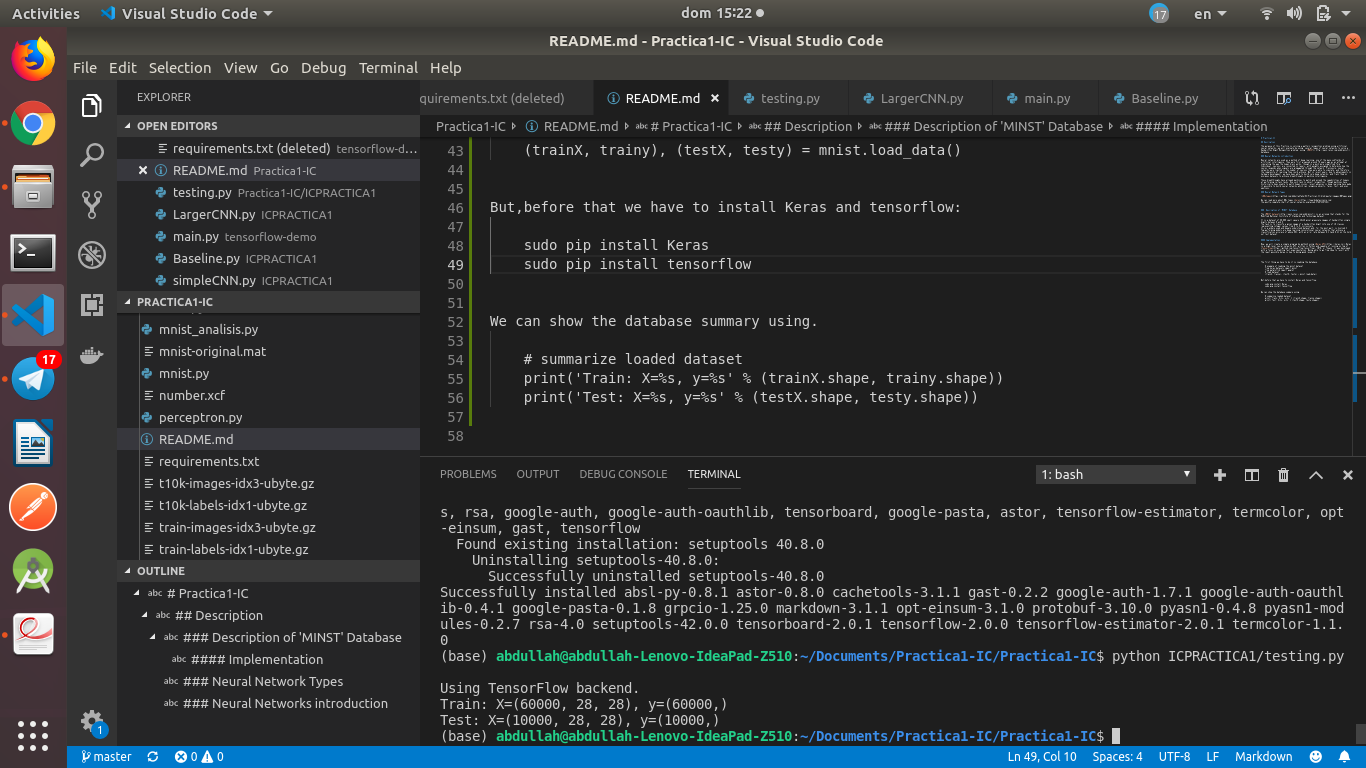 Activities
Visual Studio Code
dom 15:22
17
en
README.md - Practica1-IC - Visual Studio Code
File Edit Selection View Go Debug Terminal Help
EXPLORER
OPEN EDITORS
requirements.txt (deleted) tensorflow-d...
README.md Practica1-IC
testing.py Practica1-IC/ICPRACTICA1
LargerCNN.py ICPRACTICA1
main.py tensorflow-demo
Baseline.py ICPRACTICA1
simpleCNN.py ICPRACTICA1
PRACTICA1-IC
mnist_analisis.py
mnist-original.mat
mnist.py
number.xcf
perceptron.py
README.md
requirements.txt
t10k-images-idx3-ubyte.gz
t10k-labels-idx1-ubyte.gz
train-images-idx3-ubyte.gz
train-labels-idx1-ubyte.gz
OUTLINE
abc # Practica1-IC
abc ## Description
abc ### Description of 'MINST' Database
abc #### Implementation
abc ### Neural Network Types
abc ### Neural Networks introduction
17
1
quirements.txt (deleted)
README.md
testing.py
LargerCNN.py
main.py
Baseline.py
Practica1-IC README.md abc # Practica1-IC abc ## Description abc ### Description of 'MINST' Database abc #### Implementation
43 (trainX, trainy), (testX, testy) = mnist.load_data()
44
45
46 But,before that we have to install Keras and tensorflow:
47
48 sudo pip install Keras
49 sudo pip install tensorflow
50
51
52 We can show the database summary using.
53
54 # summarize loaded dataset
55 print('Train: X=%s, y=%s' % (trainX.shape, trainy.shape))
56 print('Test: X=%s, y=%s' % (testX.shape, testy.shape))
57
58
PROBLEMS OUTPUT DEBUG CONSOLE TERMINAL
1: bash
s, rsa, google-auth, google-auth-oauthlib, tensorboard, google-pasta, astor, tensorflow-estimator, termcolor, opt
-einsum, gast, tensorflow
Found existing installation: setuptools 40.8.0
Uninstalling setuptools-40.8.0:
Successfully uninstalled setuptools-40.8.0
Successfully installed absl-py-0.8.1 astor-0.8.0 cachetools-3.1.1 gast-0.2.2 google-auth-1.7.1 google-auth-oauthl
ib-0.4.1 google-pasta-0.1.8 grpcio-1.25.0 markdown-3.1.1 opt-einsum-3.1.0 protobuf-3.10.0 pyasn1-0.4.8 pyasn1-mod
ules-0.2.7 rsa-4.0 setuptools-42.0.0 tensorboard-2.0.1 tensorflow-2.0.0 tensorflow-estimator-2.0.1 termcolor-1.1.
0
(base) abdullah@abdullah-Lenovo-IdeaPad-Z510:~/Documents/Practica1-IC/Practica1-IC$ python ICPRACTICA1/testing.py
Using TensorFlow backend.
Train: X=(60000, 28, 28), y=(60000,)
Test: X=(10000, 28, 28), y=(10000,)
(base) abdullah@abdullah-Lenovo-IdeaPad-Z510:~/Documents/Practica1-IC/Practica1-IC$
master
0
0
Ln 49, Col 10
Spaces: 4
UTF-8
LF
Markdown